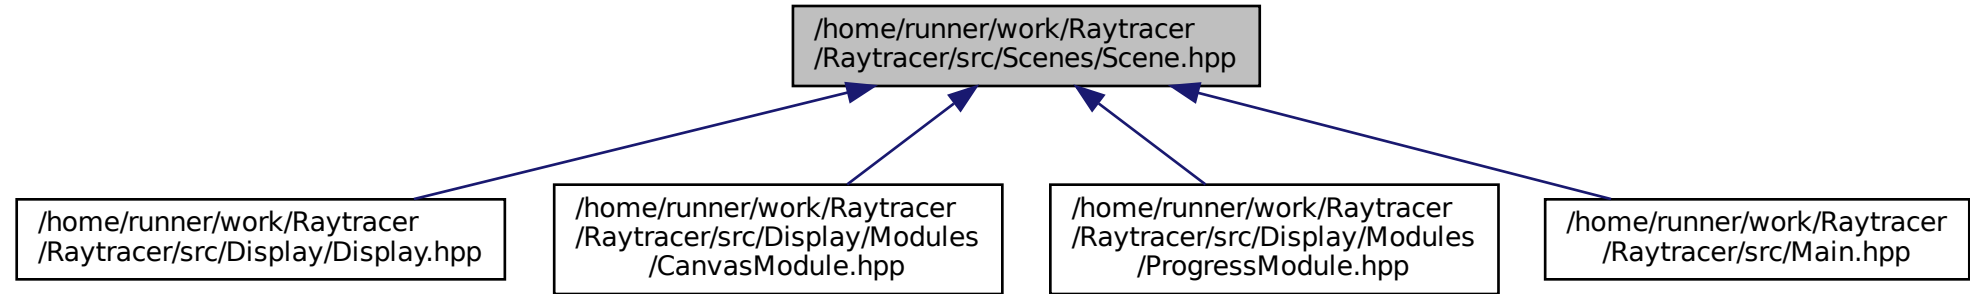 /home/runner/work/Raytracer
/Raytracer/src/Scenes/Scene.hpp
/home/runner/work/Raytracer
/Raytracer/src/Display/Display.hpp
/home/runner/work/Raytracer
/Raytracer/src/Display/Modules
/CanvasModule.hpp
/home/runner/work/Raytracer
/Raytracer/src/Display/Modules
/ProgressModule.hpp
/home/runner/work/Raytracer
/Raytracer/src/Main.hpp